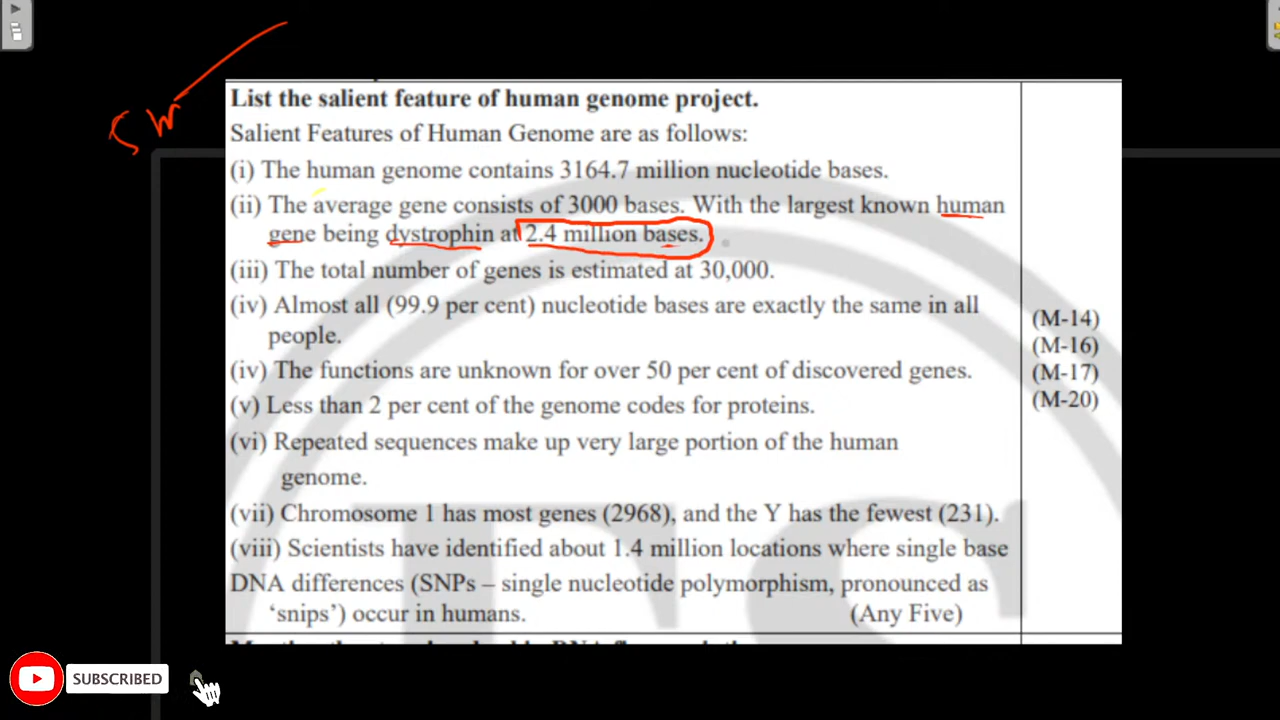 5M
List the salient feature of human genome project.
Salient Features of Human Genome are as follows:
(i) The human genome contains 3164.7 million nucleotide bases.
(ii) The average gene consists of 3000 bases. With the largest known human
gene being dystrophin at 2.4 million bases.
(iii) The total number of genes is estimated at 30,000.
(iv) Almost all (99.9 per cent) nucleotide bases are exactly the same in all
people.
(iv) The functions are unknown for over 50 per cent of discovered genes.
(v) Less than 2 per cent of the genome codes for proteins.
(vi) Repeated sequences make up very large portion of the human
genome.
(vii) Chromosome 1 has most genes (2968), and the Y has the fewest (231).
(viii) Scientists have identified about 1.4 million locations where single base
DNA differences (SNPs – single nucleotide polymorphism, pronounced as
‘snips’) occur in humans. (Any Five)
(M-14)
(M-16)
(M-17)
(M-20)
SUBSCRIBED